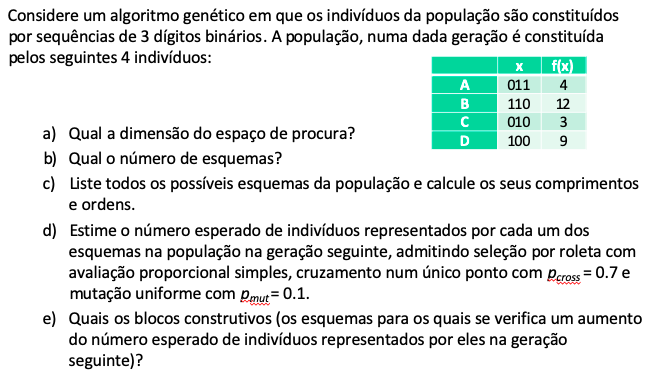 Considere um algoritmo genético em que os indivíduos da população são constituídos
por sequências de 3 dígitos binários. A população, numa dada geração é constituída
pelos seguintes 4 indivíduos:
x f(x)
A 011 4
B 110 12
C 010 3
D 100 9
a) Qual a dimensão do espaço de procura?
b) Qual o número de esquemas?
c) Liste todos os possíveis esquemas da população e calcule os seus comprimentos
e ordens.
d) Estime o número esperado de indivíduos representados por cada um dos
esquemas na população na geração seguinte, admitindo seleção por roleta com
avaliação proporcional simples, cruzamento num único ponto com pcross = 0.7 e
mutação uniforme com pmut= 0.1.
e) Quais os blocos construtivos (os esquemas para os quais se verifica um aumento
do número esperado de indivíduos representados por eles na geração
seguinte)?